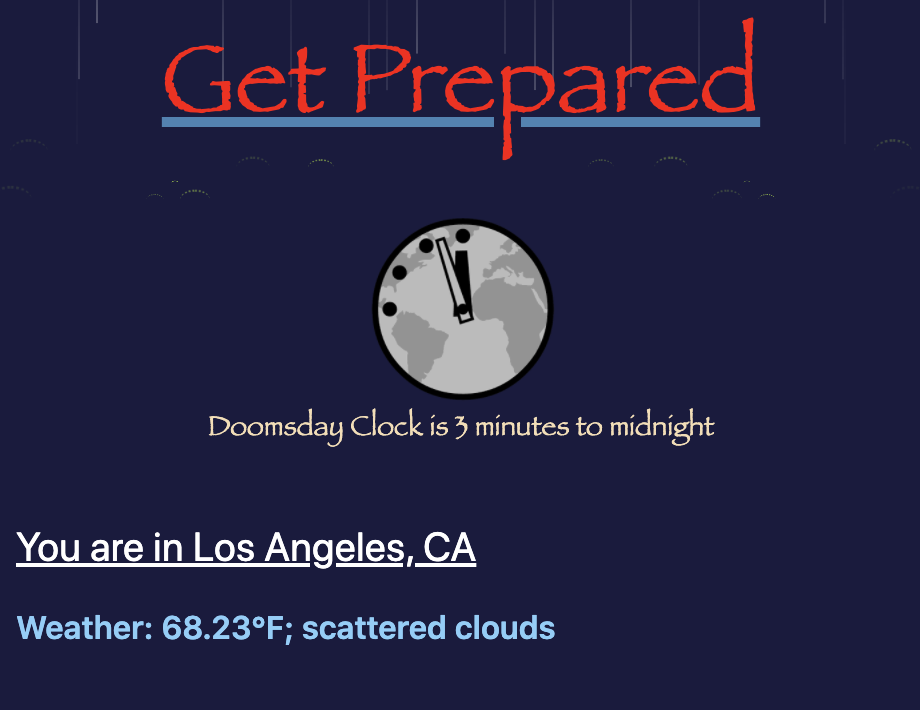 Get Prepared
Doomsday Clock is 3 minutes to midnight
You are in Los Angeles, CA
Weather: 68.23°F; scattered clouds